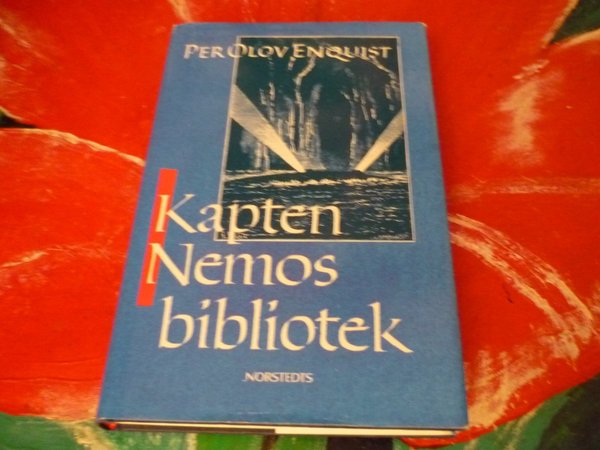 PER OLOV ENQUIST
Kapten
Nemos
bibliotek
NORSTEDTS